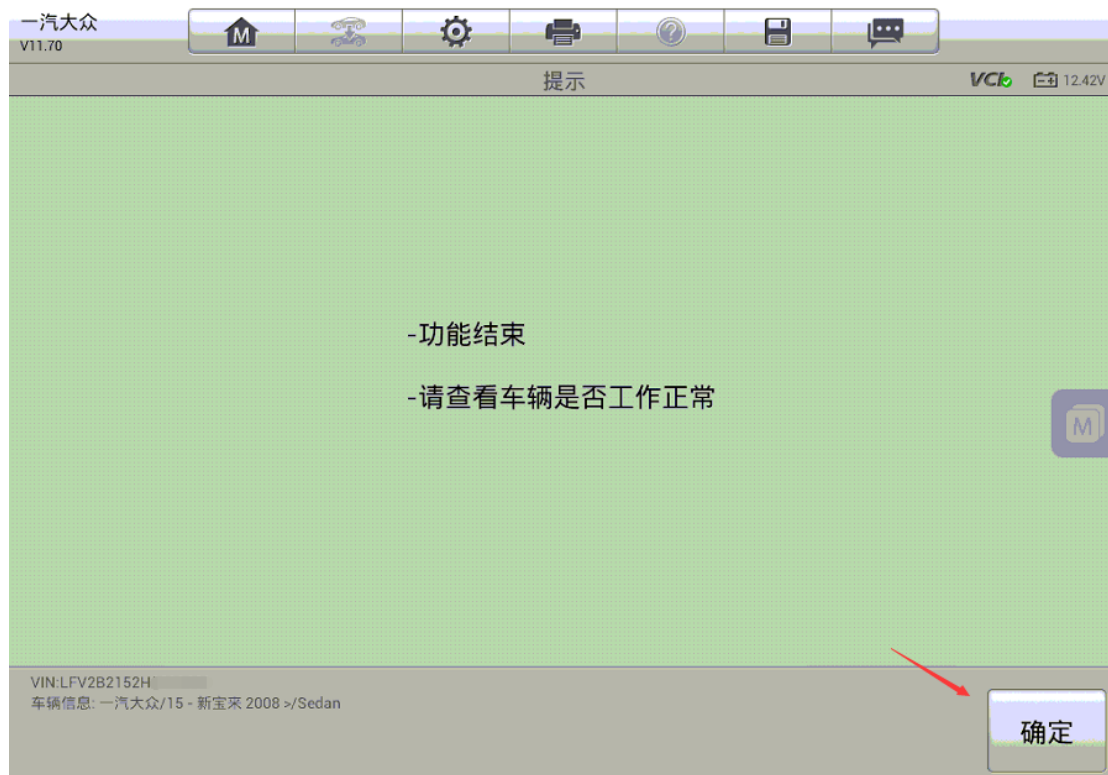 一汽大众
V11.70
M
?
提示
VCI
12.42V
-功能结束
-请查看车辆是否工作正常
M
VIN:LFV2B2152H
车辆信息: 一汽大众/15 - 新宝来 2008 >/Sedan
确定